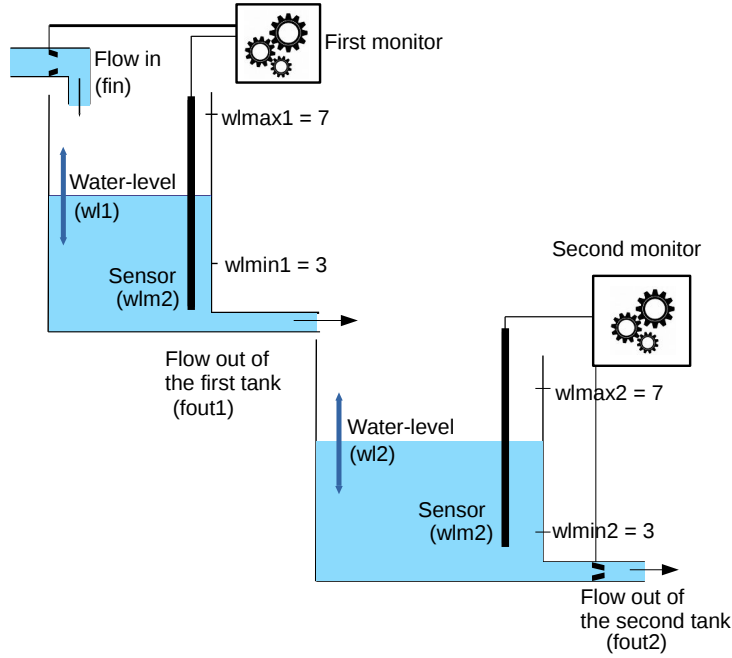 Flow in
(fin)
First monitor
wlmax1 = 7
Water-level
(wl1)
wlmin1 = 3
Sensor
(wlm2)
Flow out of
the first tank
(fout1)
Second monitor
wlmax2 = 7
Water-level
(wl2)
Sensor
(wlm2)
wlmin2 = 3
Flow out of
the second tank
(fout2)